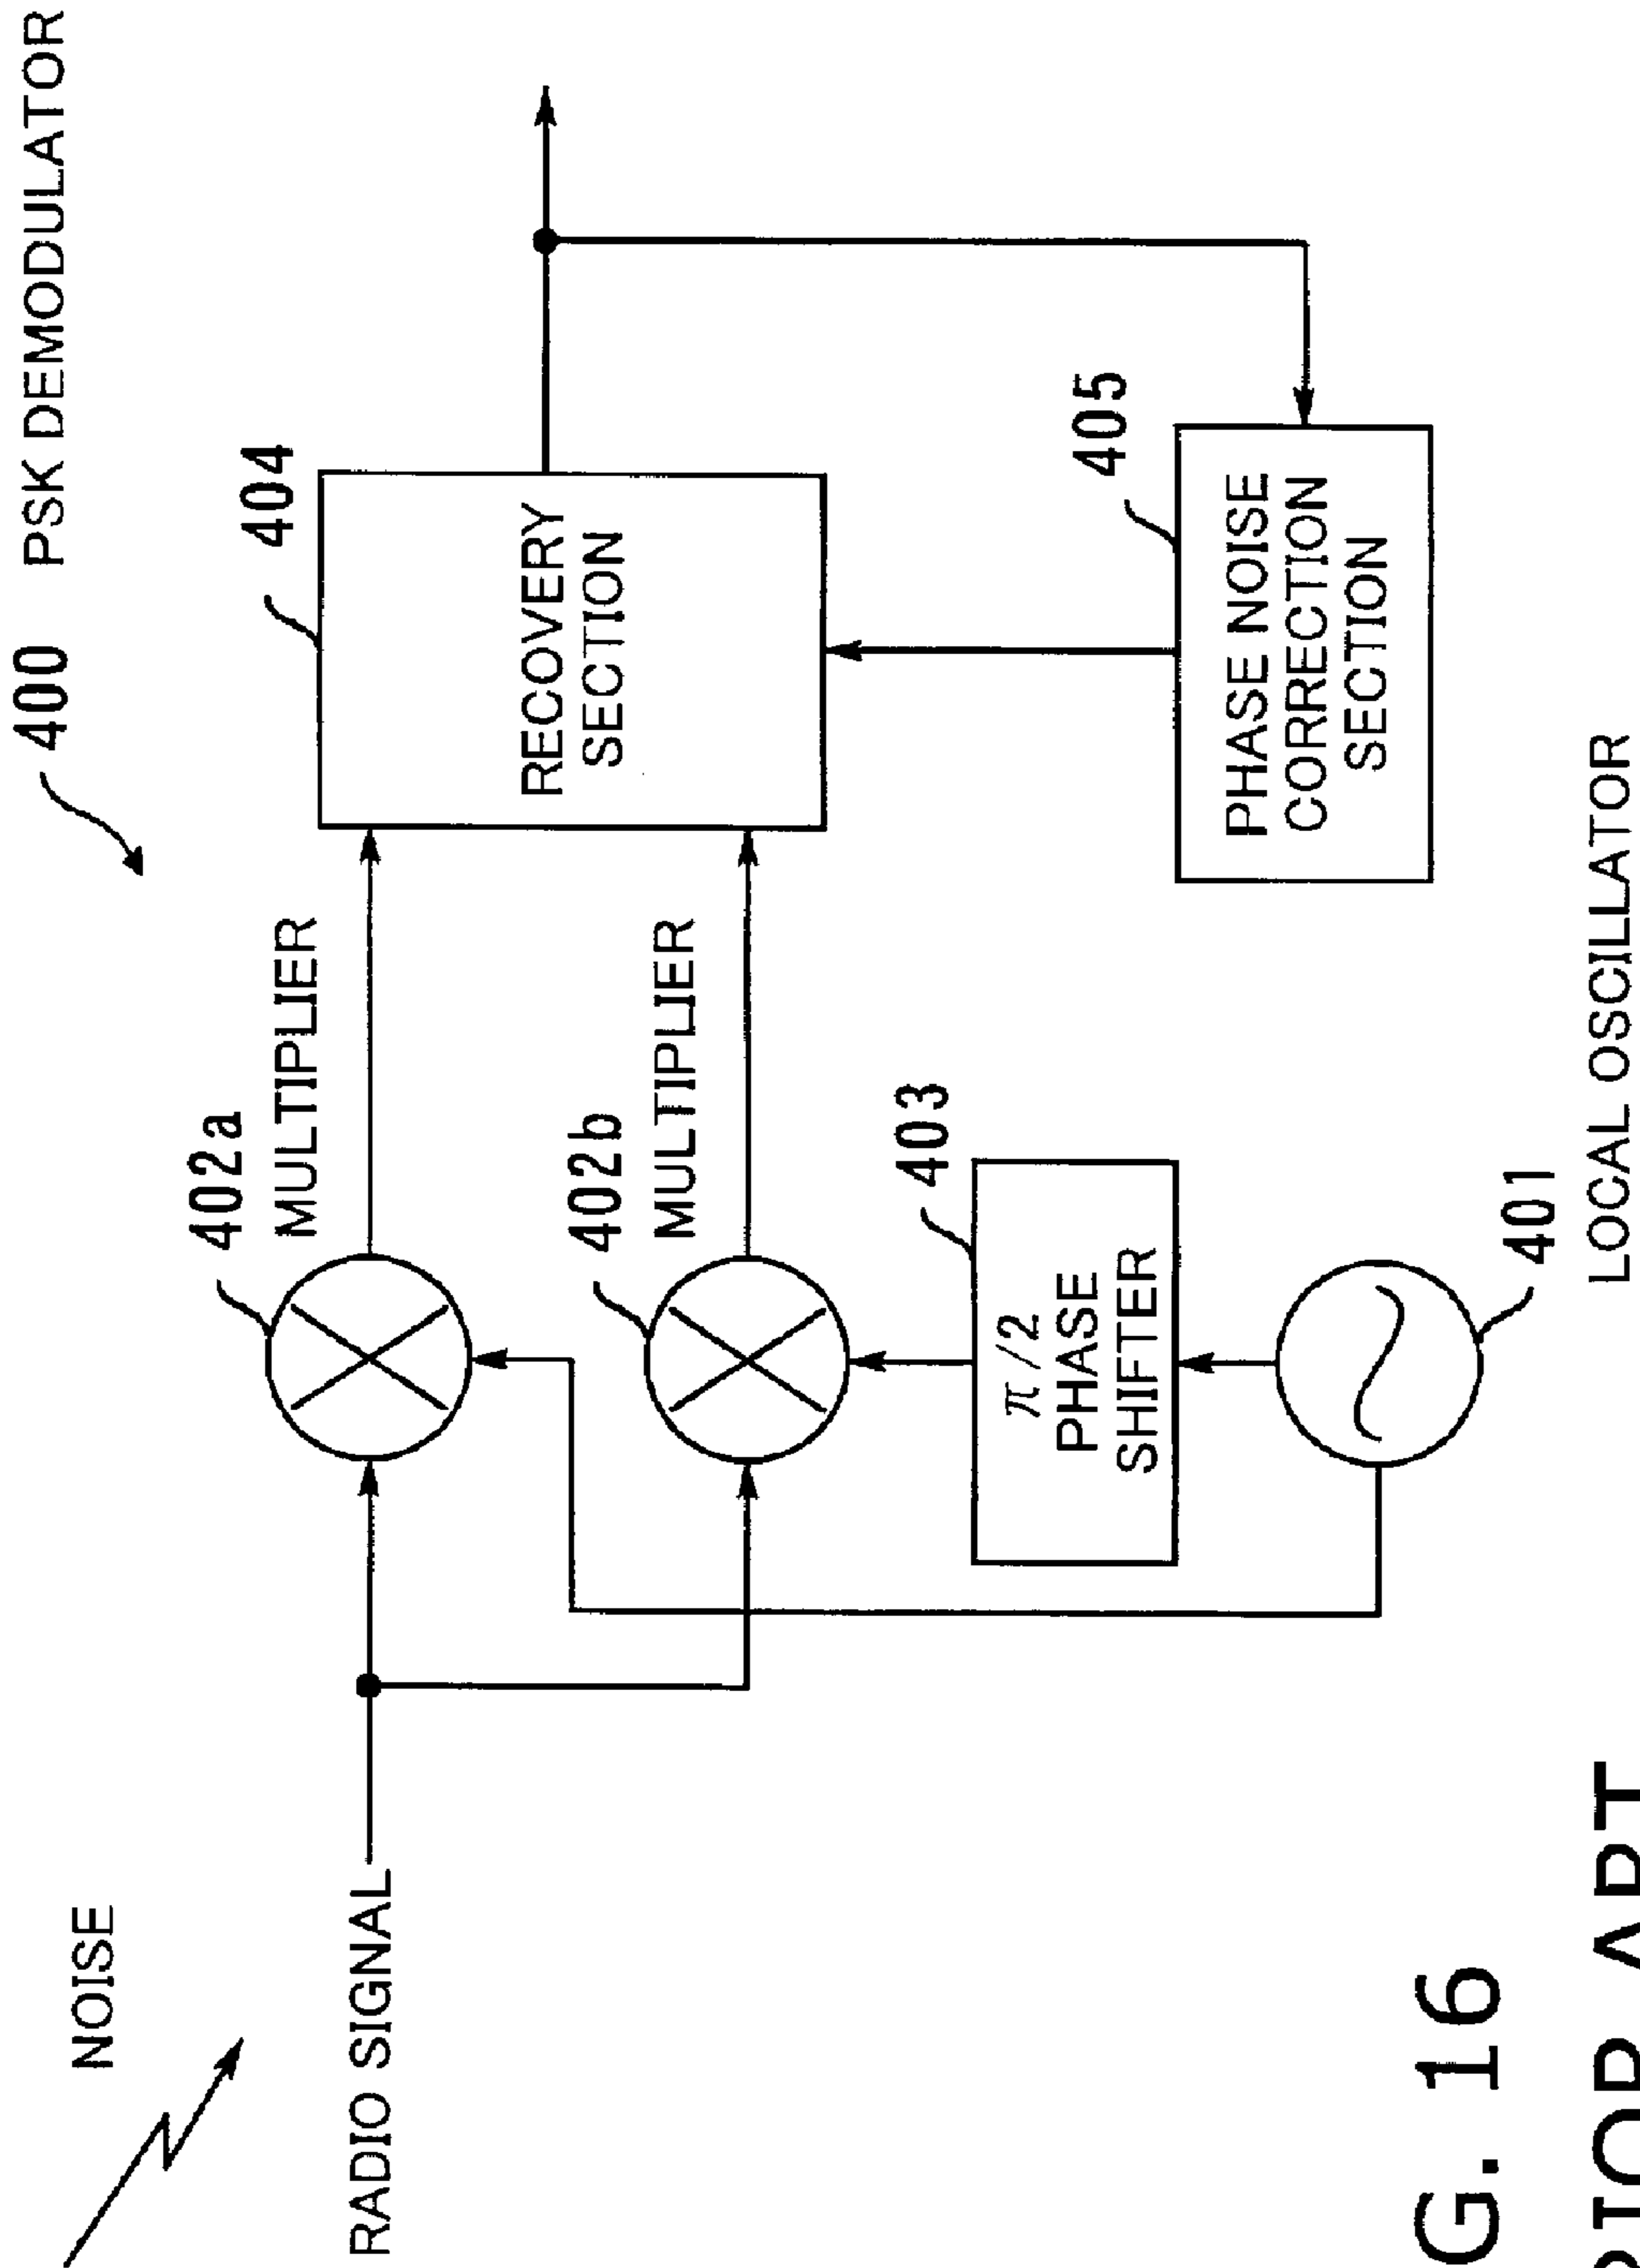 400 PSK DEMODULATOR
NOISE
RADIO SIGNAL
402a
MULTIPLIER
404
RECOVERY
SECTION
402b
MULTIPLIER
403
π/2
PHASE
SHIFTER
405
PHASE NOISE
CORRECTION
SECTION
401
LOCAL OSCILLATOR
G. 16